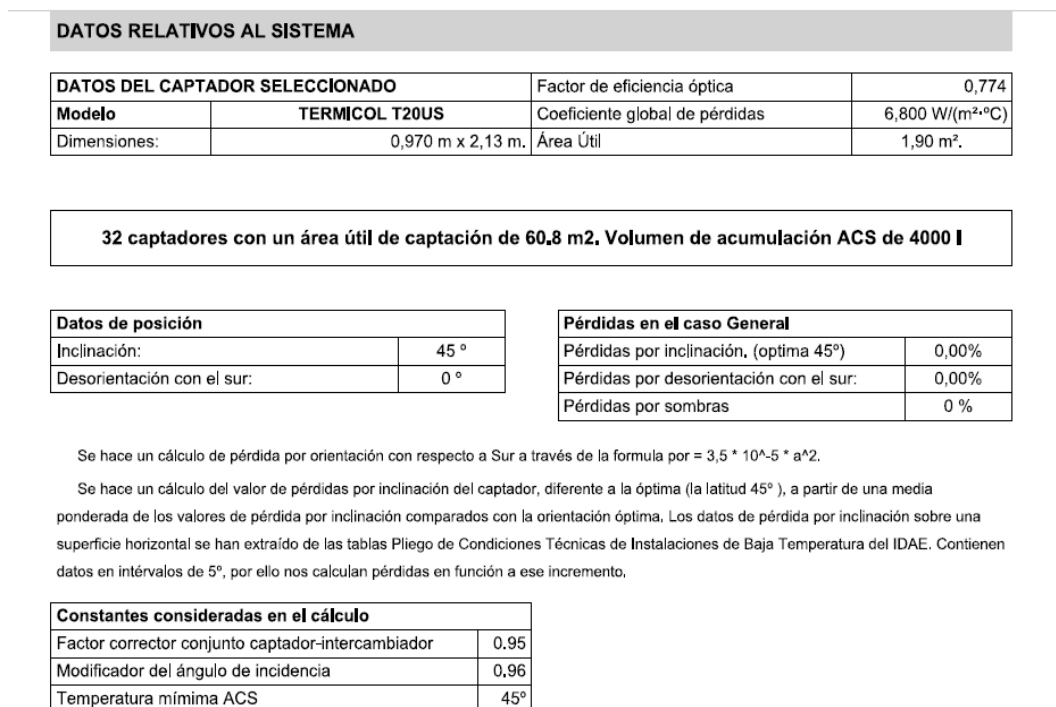 DATOS RELATIVOS AL SISTEMA
DATOS DEL CAPTADOR SELECCIONADO Factor de eficiencia óptica 0,774
Modelo TERMICOL T20US Coeficiente global de pérdidas 6,800 W/(m²·ºC)
Dimensiones: 0,970 m x 2,13 m. Área Útil 1,90 m².
32 captadores con un área útil de captación de 60.8 m2. Volumen de acumulación ACS de 4000 l
Datos de posición
Inclinación: 45 º
Desorientación con el sur: 0 º
Pérdidas en el caso General
Pérdidas por inclinación, (optima 45º) 0,00%
Pérdidas por desorientación con el sur: 0,00%
Pérdidas por sombras 0 %
Se hace un cálculo de pérdida por orientación con respecto a Sur a través de la formula por = 3,5 * 10^-5 * a^2.
Se hace un cálculo del valor de pérdidas por inclinación del captador, diferente a la óptima (la latitud 45º ), a partir de una media
ponderada de los valores de pérdida por inclinación comparados con la orientación óptima. Los datos de pérdida por inclinación sobre una
superficie horizontal se han extraído de las tablas Pliego de Condiciones Técnicas de Instalaciones de Baja Temperatura del IDAE. Contienen
datos en intérvalos de 5º, por ello nos calculan pérdidas en función a ese incremento.
Constantes consideradas en el cálculo
Factor corrector conjunto captador-intercambiador 0.95
Modificador del ángulo de incidencia 0,96
Temperatura mímima ACS 45º